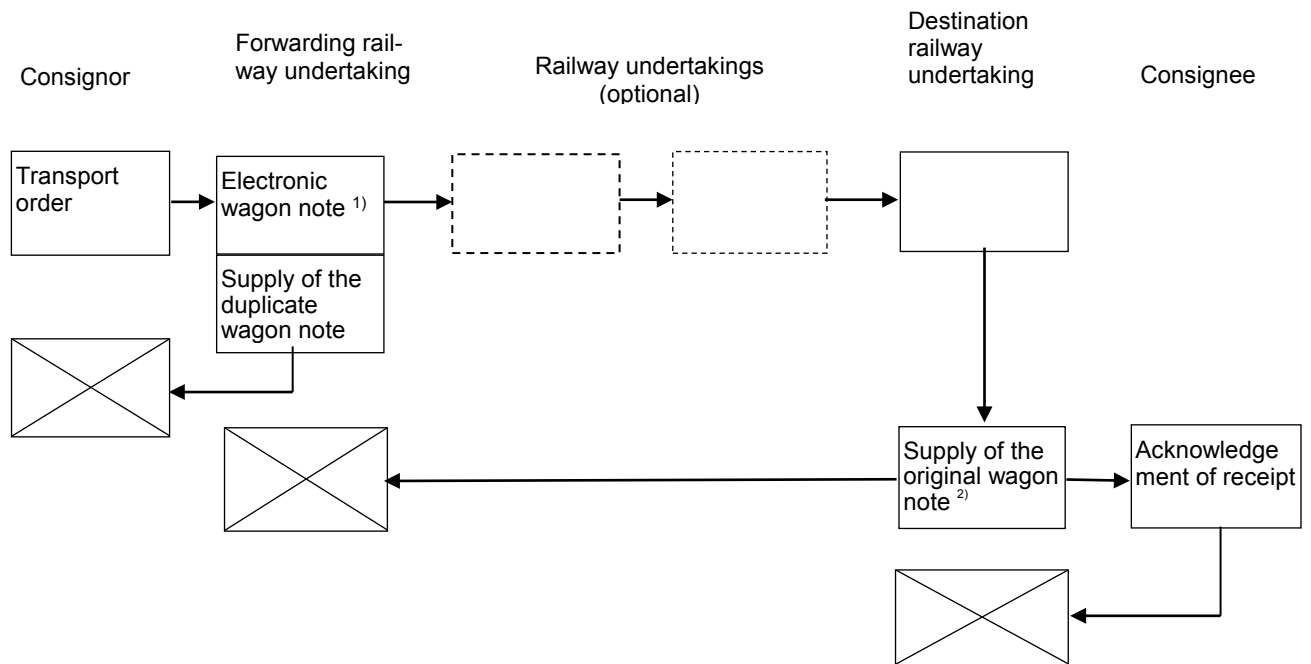 Consignor
Forwarding rail-
way undertaking
Railway undertakings
(optional)
Destination
railway
undertaking
Consignee
Transport
order
Electronic
wagon note 1)
Supply of the
duplicate
wagon note
Supply of the
original wagon
note 2)
Acknowledge
ment of receipt